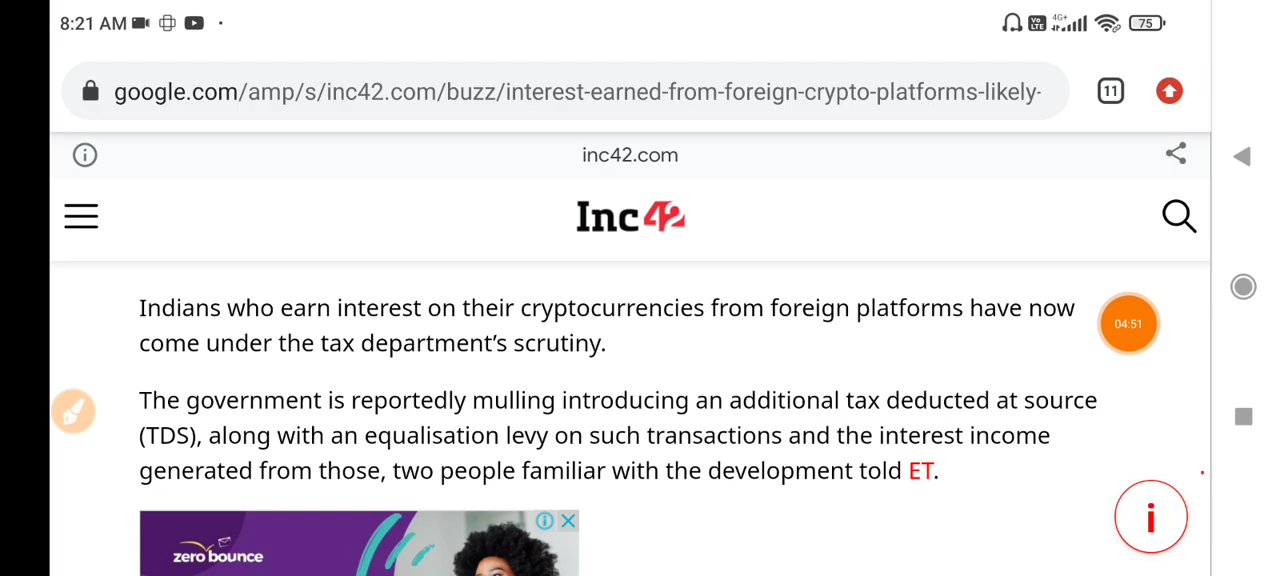 8:21 AM
Vo LTE 4G+ 75
google.com/amp/s/inc42.com/buzz/interest-earned-from-foreign-crypto-platforms-likely-
11
inc42.com
Inc42
Indians who earn interest on their cryptocurrencies from foreign platforms have now
come under the tax department’s scrutiny.
04:51
The government is reportedly mulling introducing an additional tax deducted at source
(TDS), along with an equalisation levy on such transactions and the interest income
generated from those, two people familiar with the development told ET.
i
zero bounce